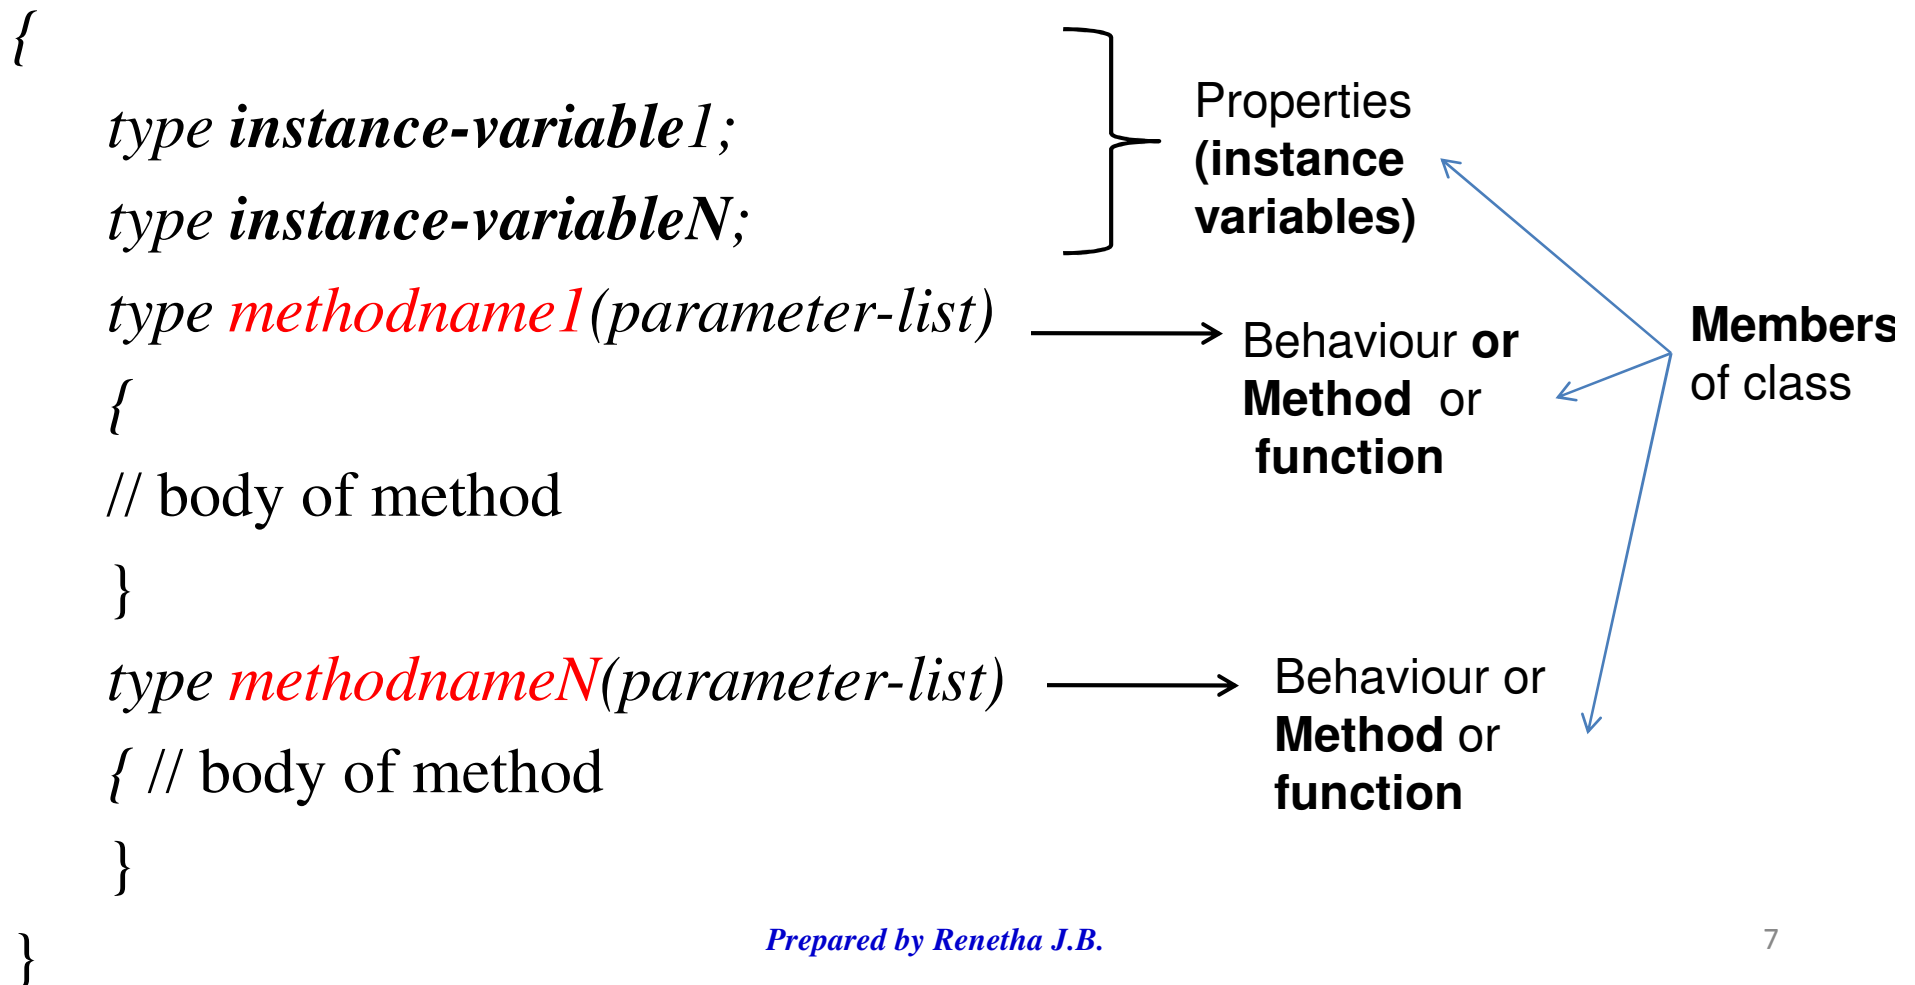 {
type instance-variable1;
type instance-variableN;
type methodname1(parameter-list)
{
// body of method
}
type methodnameN(parameter-list)
{ // body of method
}
}
Properties
(instance
variables)
Behaviour or
Method or
function
Behaviour or
Method or
function
Members
of class
Prepared by Renetha J.B.
7